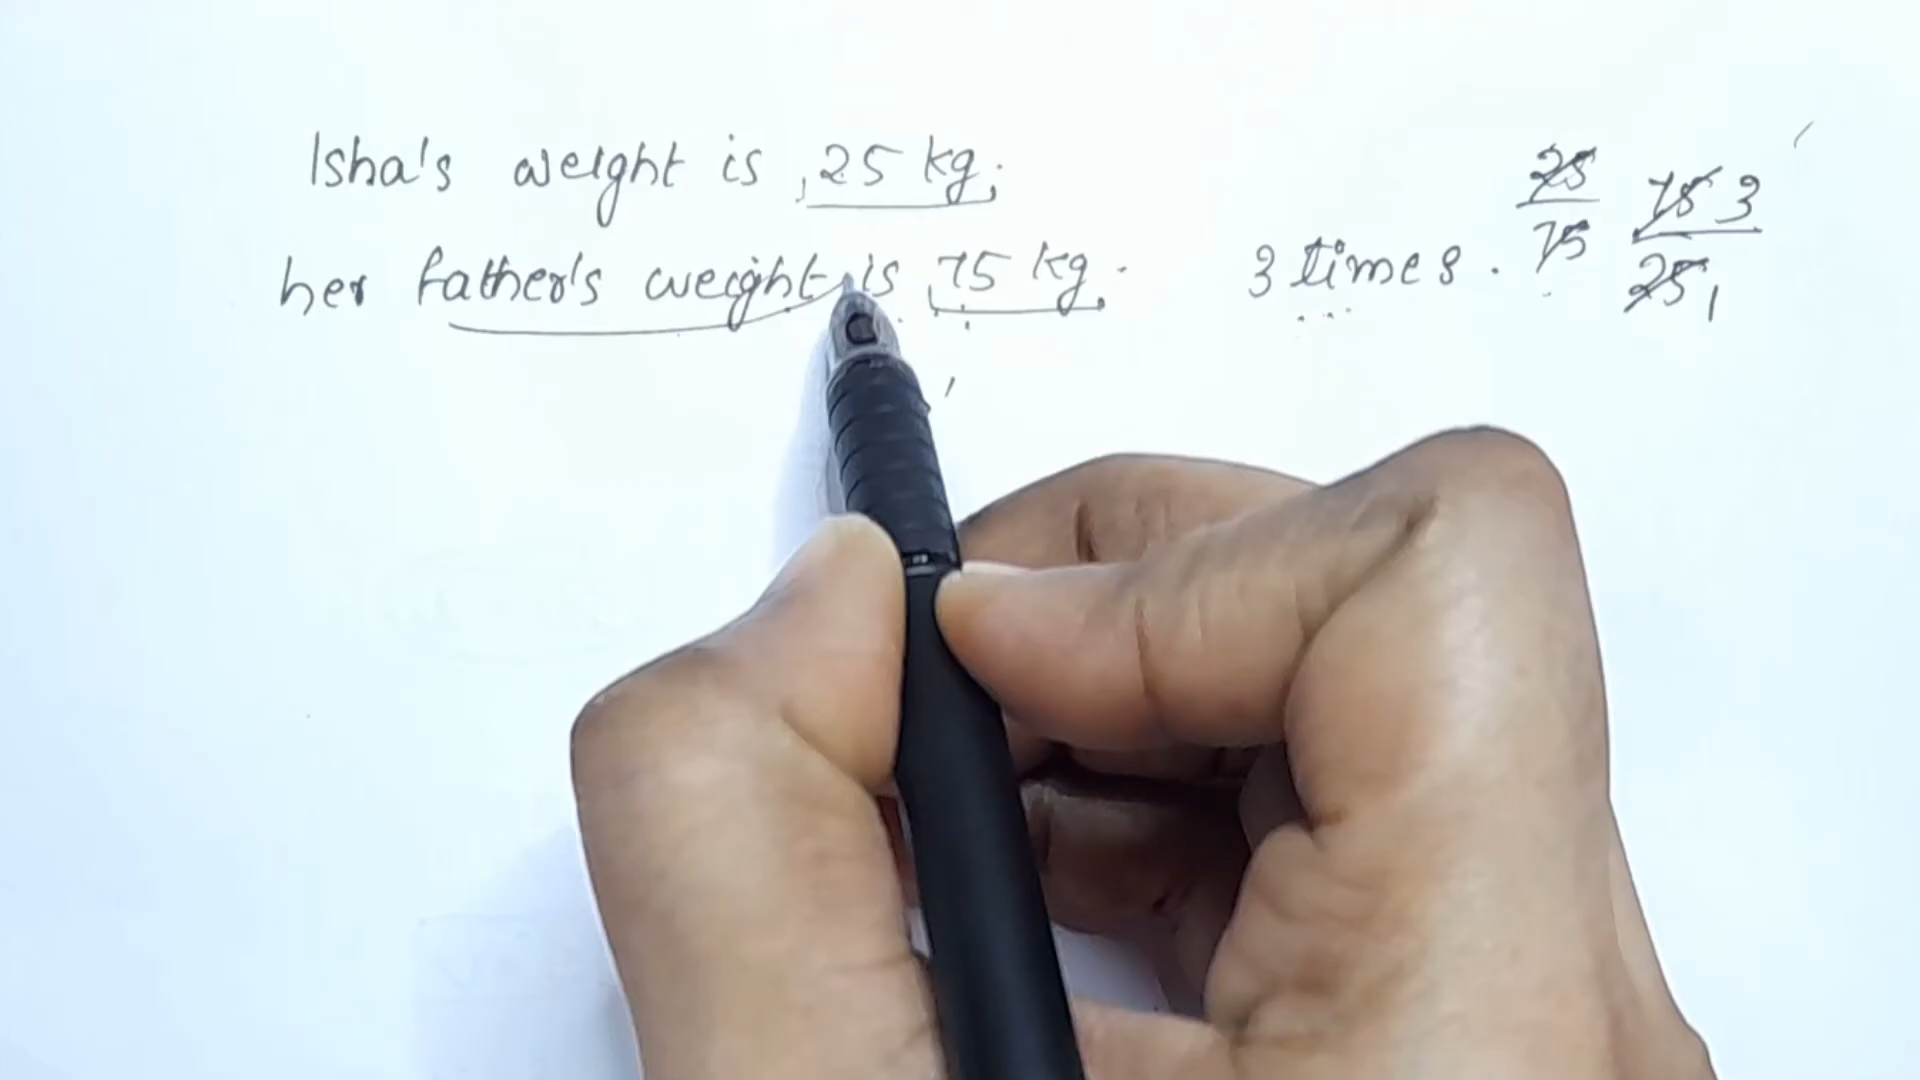 Isha's weight is 25 kg;
her father's weight is 75 kg.
3 times.
25
75
75 3
25 1